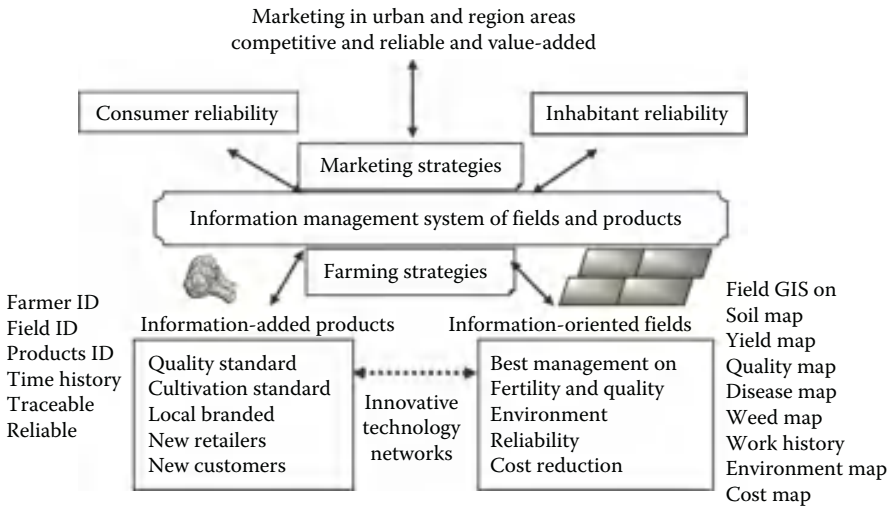 Marketing in urban and region areas
competitive and reliable and value-added
Consumer reliability
Inhabitant reliability
Marketing strategies
Information management system of fields and products
Farming strategies
Farmer ID
Field ID
Products ID
Time history
Traceable
Reliable
Information-added products
Quality standard
Cultivation standard
Local branded
New retailers
New customers
Innovative
technology
networks
Information-oriented fields
Best management on
Fertility and quality
Environment
Reliability
Cost reduction
Field GIS on
Soil map
Yield map
Quality map
Disease map
Weed map
Work history
Environment map
Cost map